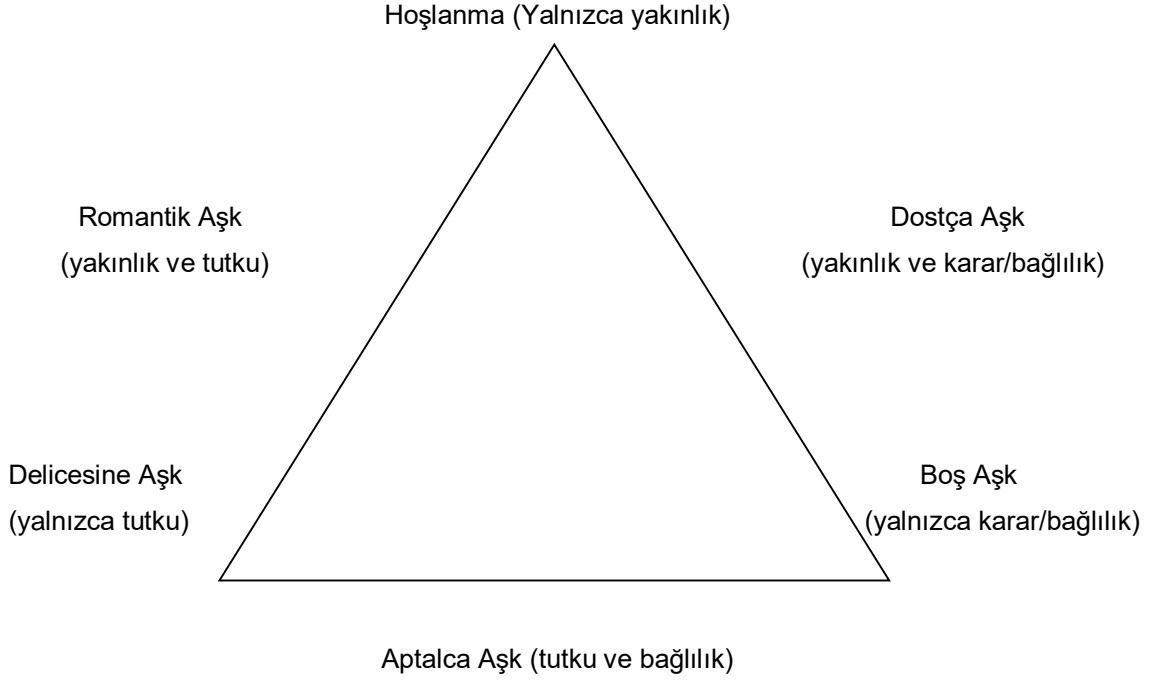 Hoşlanma (Yalnızca yakınlık)
Romantik Aşk
(yakınlık ve tutku)
Dostça Aşk
(yakınlık ve karar/bağlılık)
Delicesine Aşk
(yalnızca tutku)
Boş Aşk
(yalnızca karar/bağlılık)
Aptalca Aşk (tutku ve bağlılık)